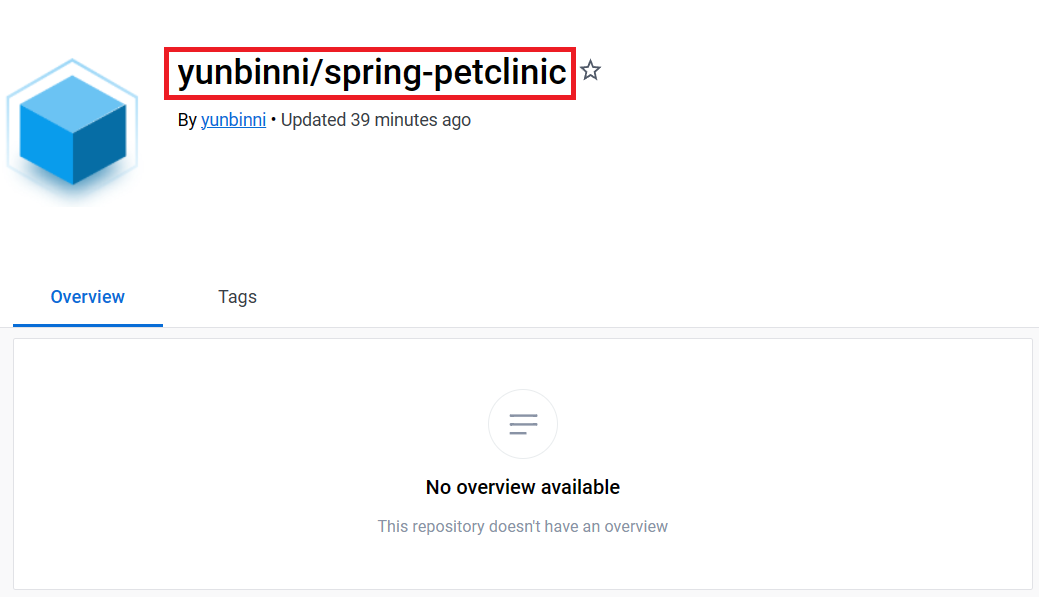 yunbinni/spring-petclinic
By yunbinni • Updated 39 minutes ago
Overview Tags
No overview available
This repository doesn't have an overview